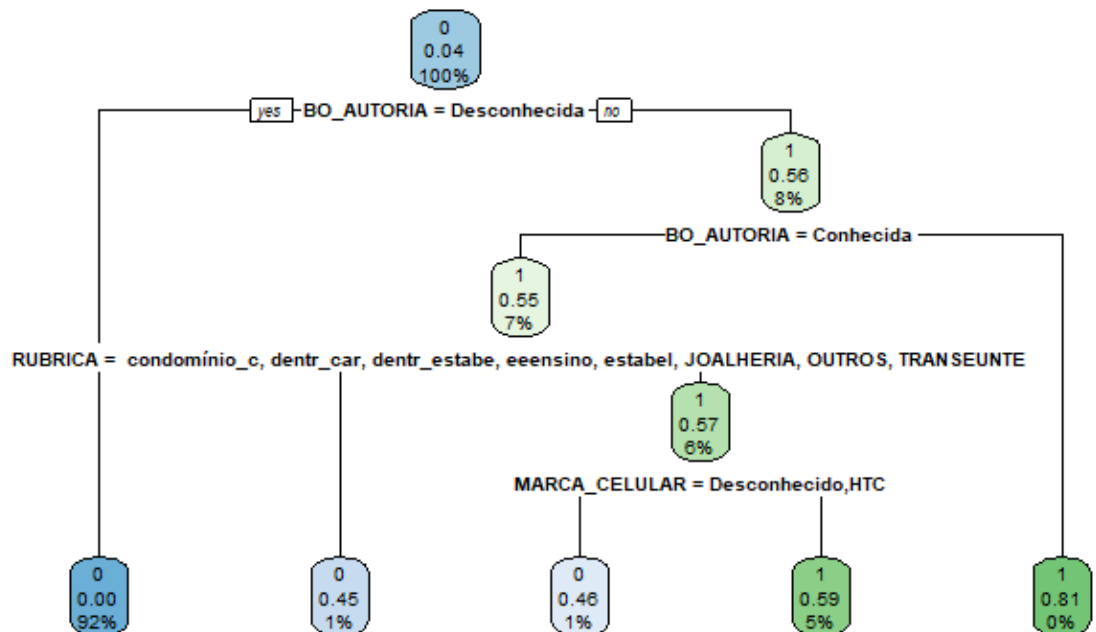 0
0.04
100%
yes BO_AUTORIA = Desconhecida no
1
0.56
8%
BO_AUTORIA = Conhecida
1
0.55
7%
RUBRICA = condomínio_c, dentr_car, dentr_estabe, eeensino, estabel, JOALHERIA, OUTROS, TRANSEUNTE
1
0.57
6%
MARCA_CELULAR = Desconhecido,HTC
0 0 0 1 1
0.00 0.45 0.46 0.59 0.81
92% 1% 1% 5% 0%